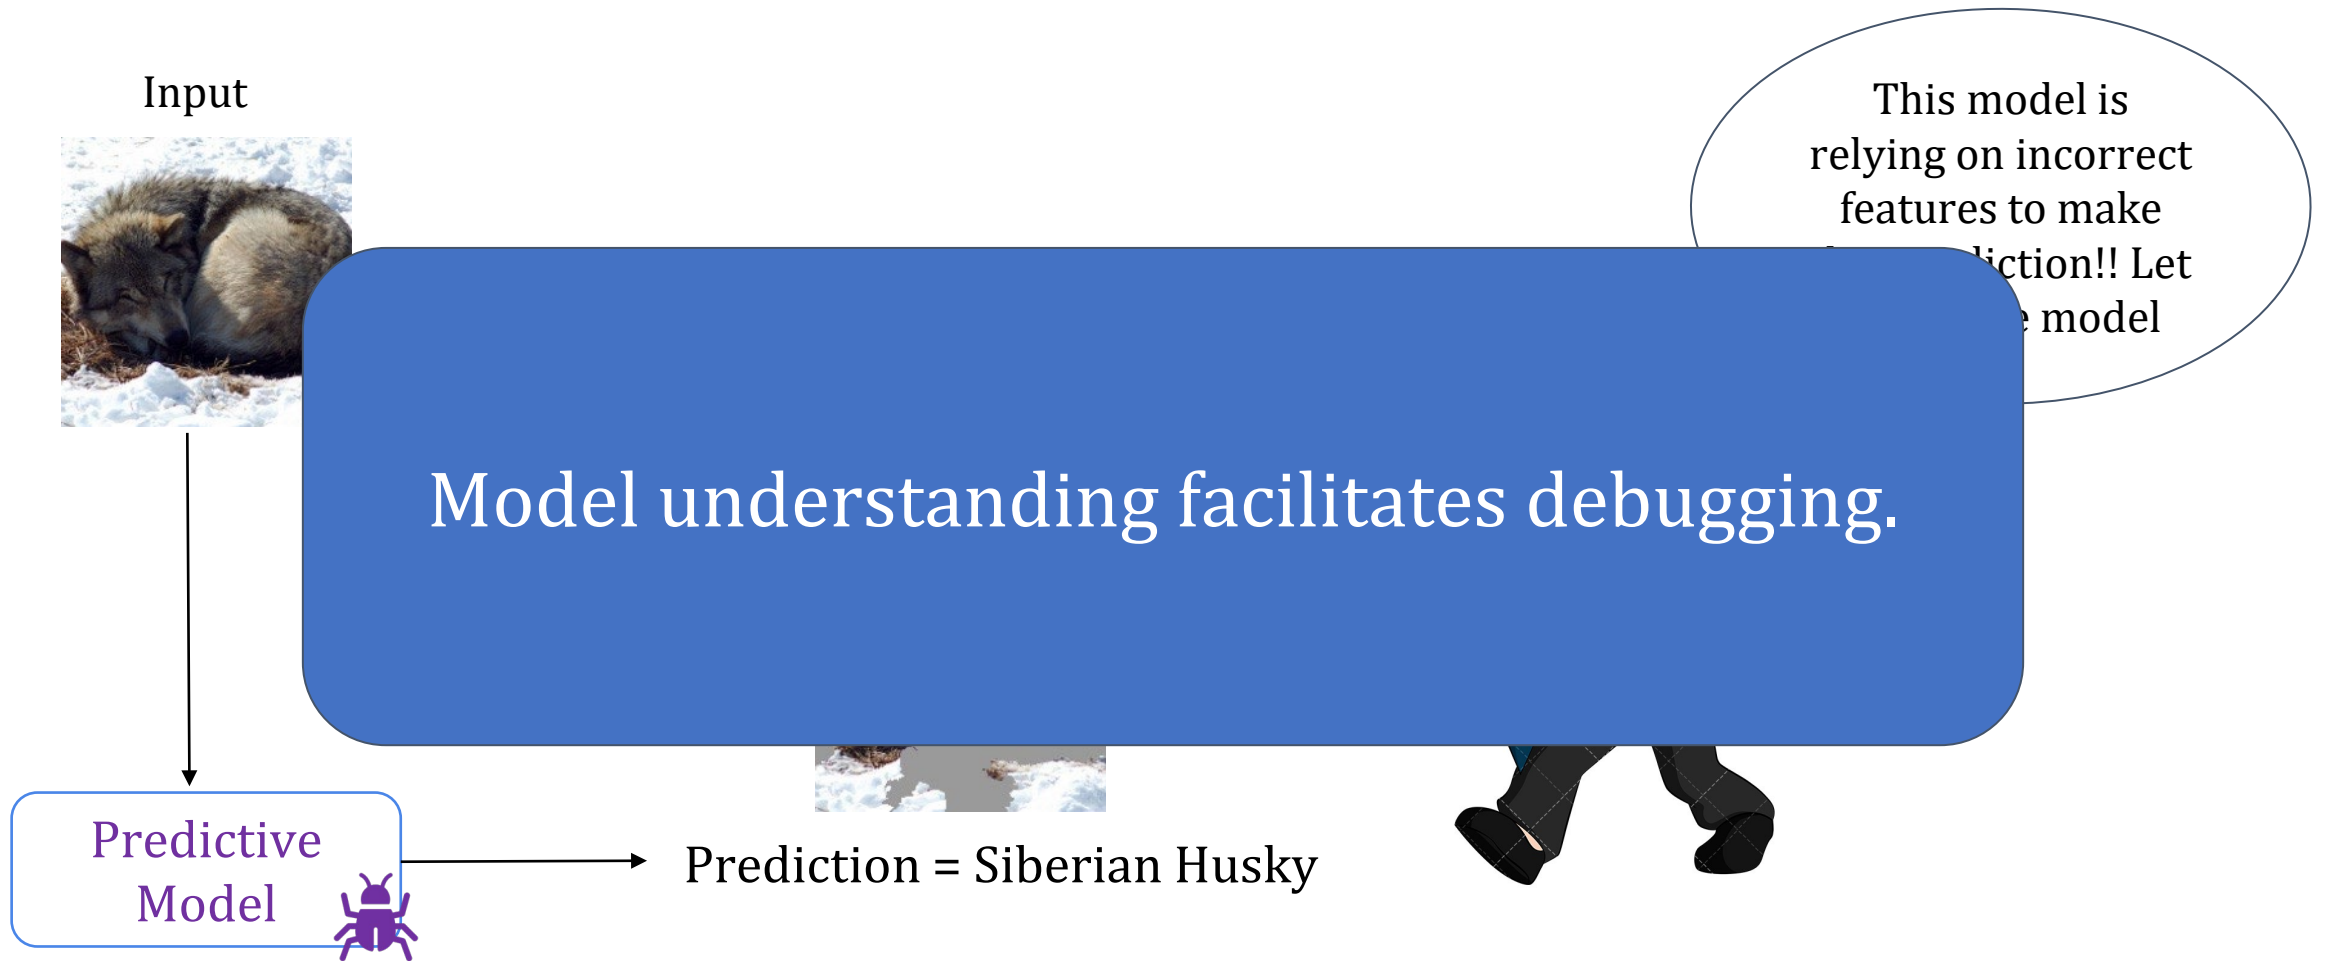 Input
This model is
relying on incorrect
features to make
!! Let
model
Model understanding facilitates debugging.
Predictive
Model
Prediction = Siberian Husky